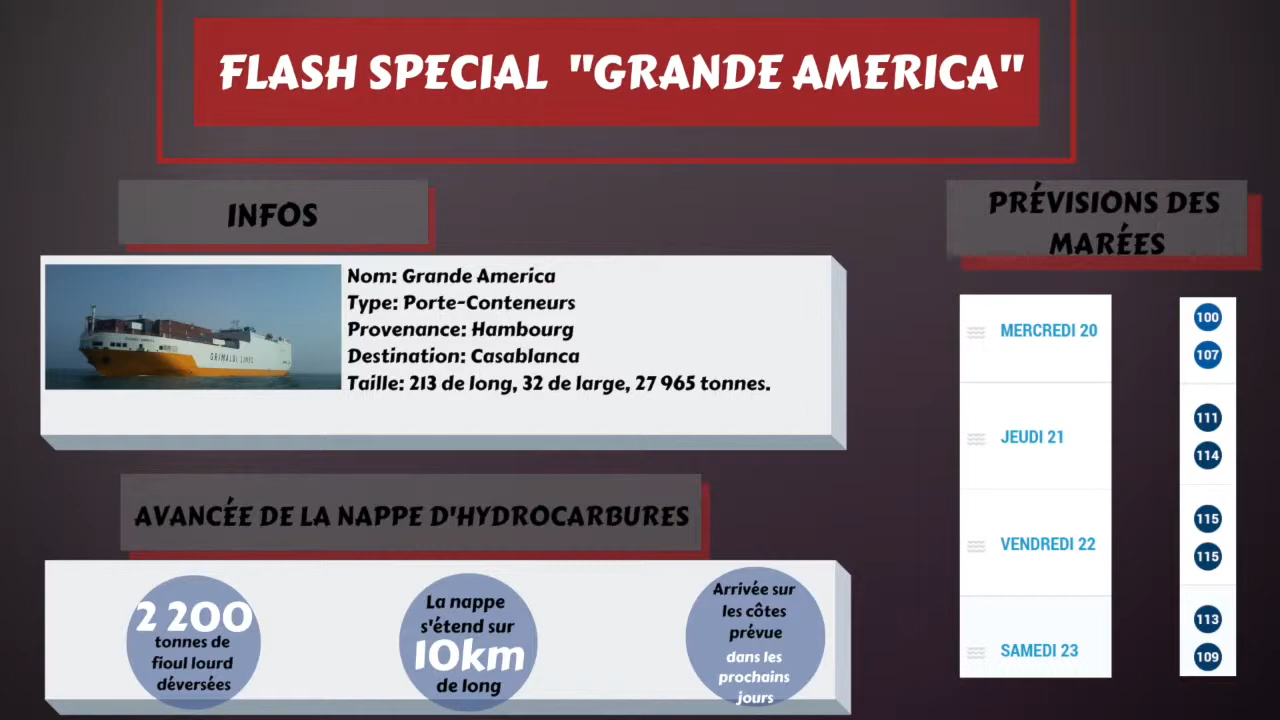 FLASH SPECIAL "GRANDE AMERICA"
INFOS
Nom: Grande America
Type: Porte-Conteneurs
Provenance: Hambourg
Destination: Casablanca
Taille: 213 de long, 32 de large, 27 965 tonnes.
GRIMALDI LINES
AVANCÉE DE LA NAPPE D'HYDROCARBURES
2 200
tonnes de
fioul lourd
déversées
La nappe
s'étend sur
10km
de long
Arrivée sur
les côtes
prévue
dans les
prochains
jours
PRÉVISIONS DES
MARÉES
MERCREDI 20
100
107
JEUDI 21
111
114
VENDREDI 22
115
115
SAMEDI 23
113
109